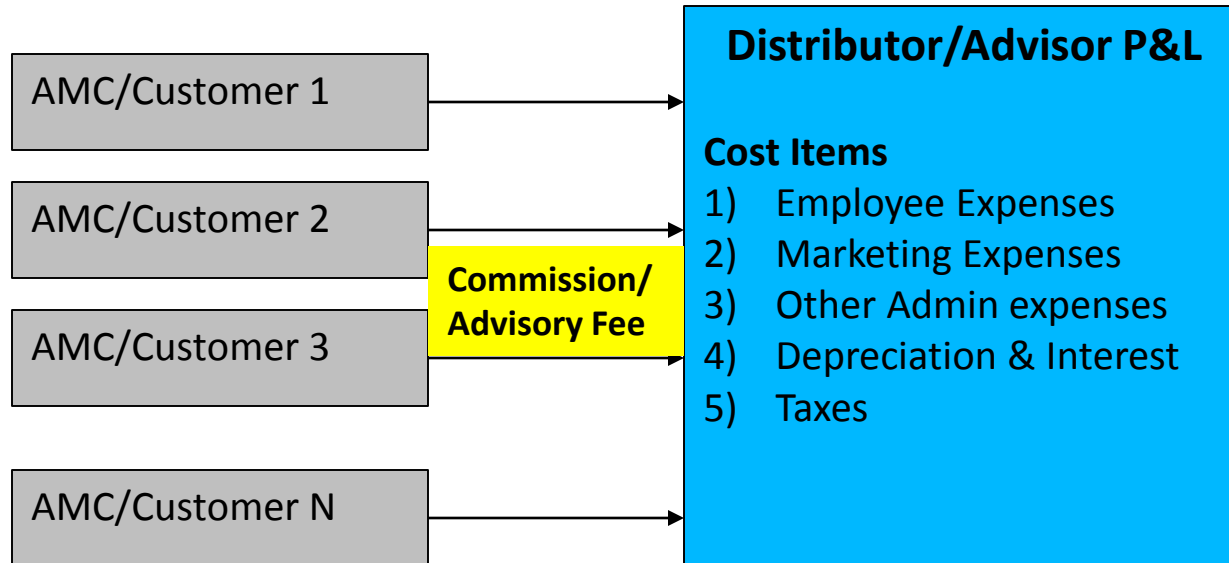 AMC/Customer 1
AMC/Customer 2
AMC/Customer 3
AMC/Customer N
Commission/
Advisory Fee
Distributor/Advisor P&L
Cost Items
1) Employee Expenses
2) Marketing Expenses
3) Other Admin expenses
4) Depreciation & Interest
5) Taxes